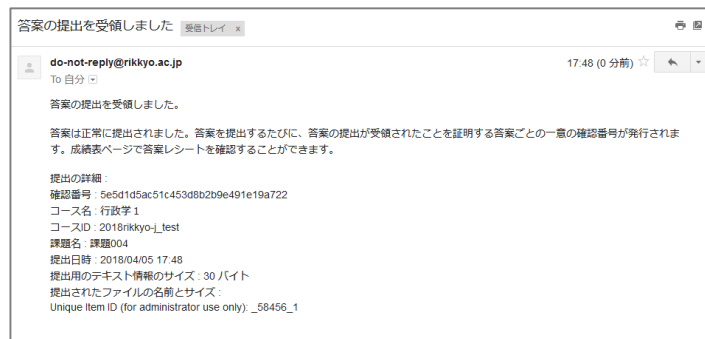 答案の提出を受領しました 受信トレイ x
do-not-reply@rikkyo.ac.jp 17:48 (0 分前)
To 自分
答案の提出を受領しました。
答案は正常に提出されました。答案を提出するたびに、答案の提出が受領されたことを証明する答案ごとの一意の確認番号が発行されま
す。成績表ページで答案レシートを確認することができます。
提出の詳細 :
確認番号 : 5e5d1d5ac51c453d8b2b9e491e19a722
コース名 : 行政学 1
コースID : 2018rikkyo-j_test
課題名 : 課題004
提出日時 : 2018/04/05 17:48
提出用のテキスト情報のサイズ : 30 バイト
提出されたファイルの名前とサイズ :
Unique Item ID (for administrator use only): _58456_1